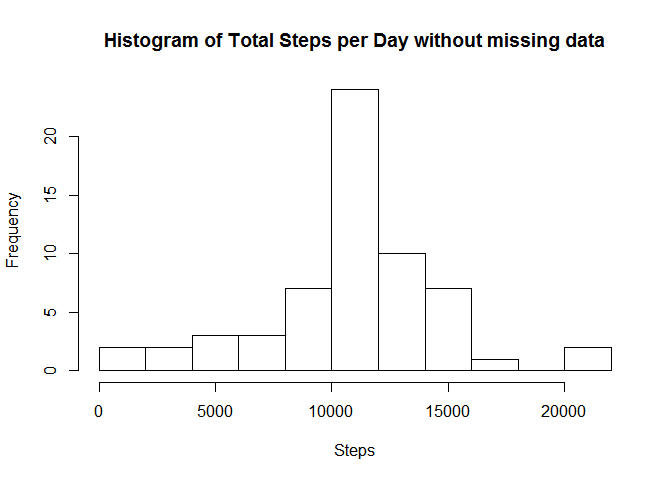 Histogram of Total Steps per Day without missing data
Frequency
20
15
10
5
0
0 5000 10000 15000 20000
Steps